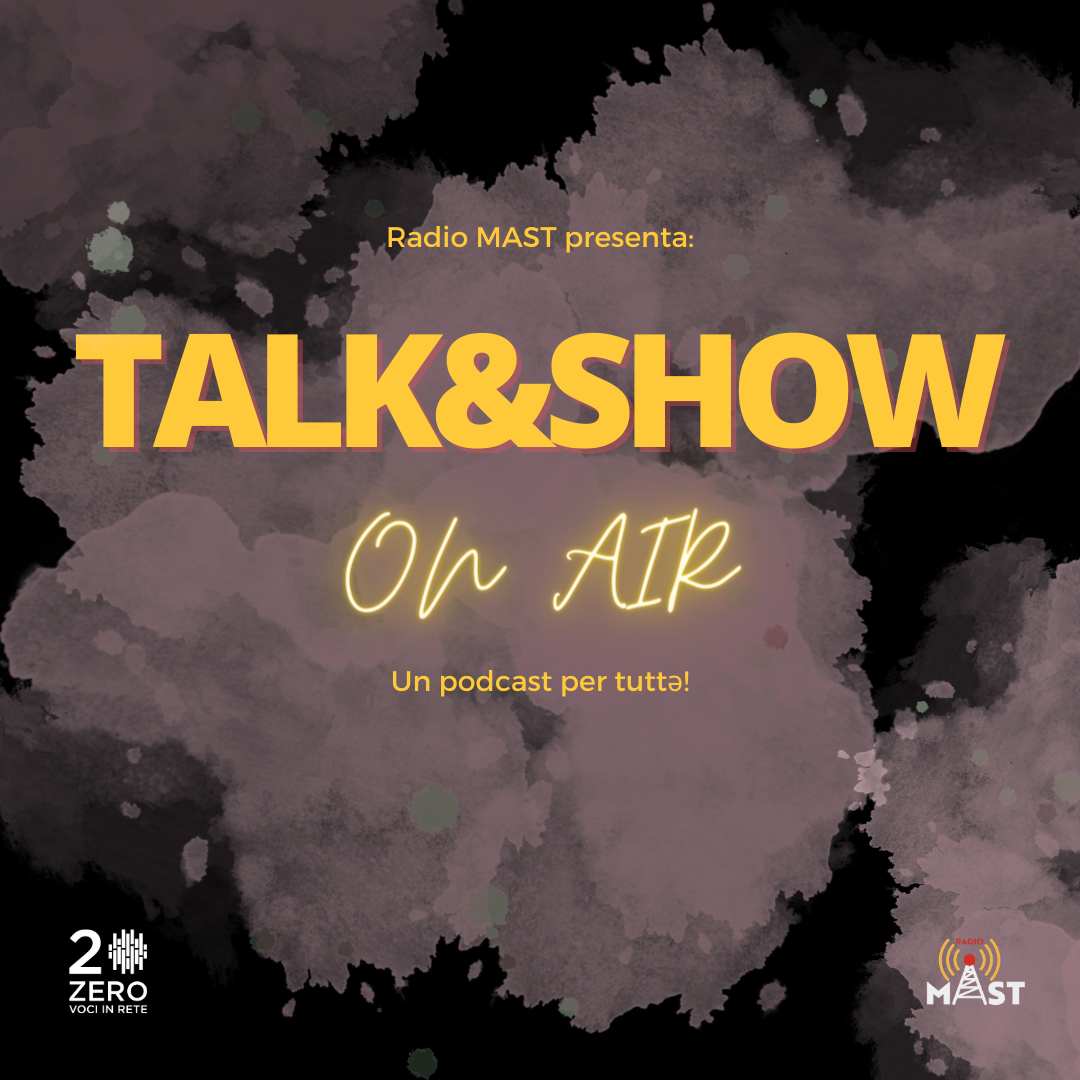 Radio MAST presenta:
TALK&SHOW
On AIR
Un podcast per tuttə!
2
ZERO
VOCI IN RETE
RADIO
MAST